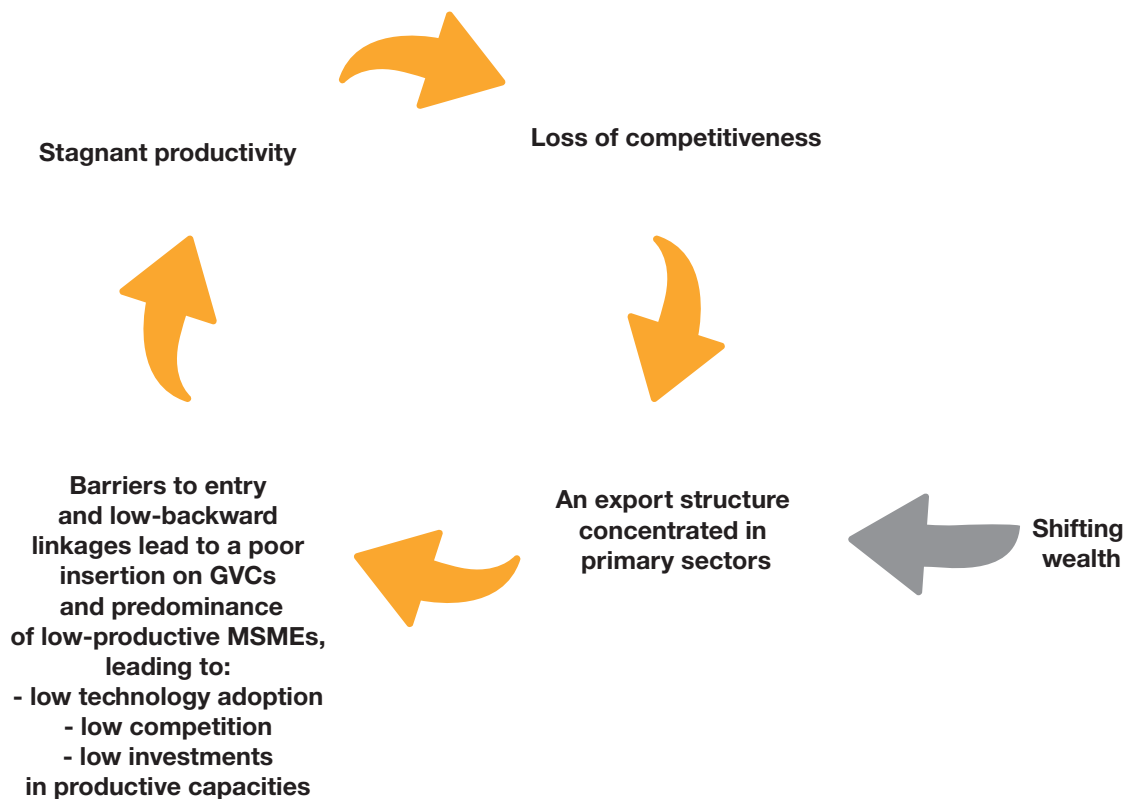 Stagnant productivity
Loss of competitiveness
Barriers to entry
and low-backward
linkages lead to a poor
insertion on GVCs
and predominance
of low-productive MSMEs,
leading to:
- low technology adoption
- low competition
- low investments
in productive capacities
An export structure
concentrated in
primary sectors
Shifting
wealth